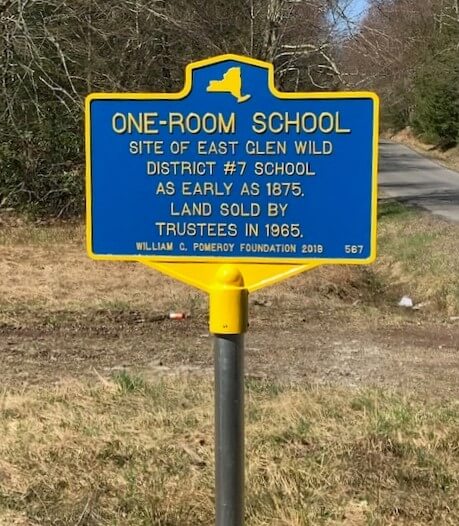 ONE-ROOM SCHOOL
SITE OF EAST GLEN WILD
DISTRICT #7 SCHOOL
AS EARLY AS 1875.
LAND SOLD BY
TRUSTEES IN 1965.
WILLIAM G. POMEROY FOUNDATION 2019 567